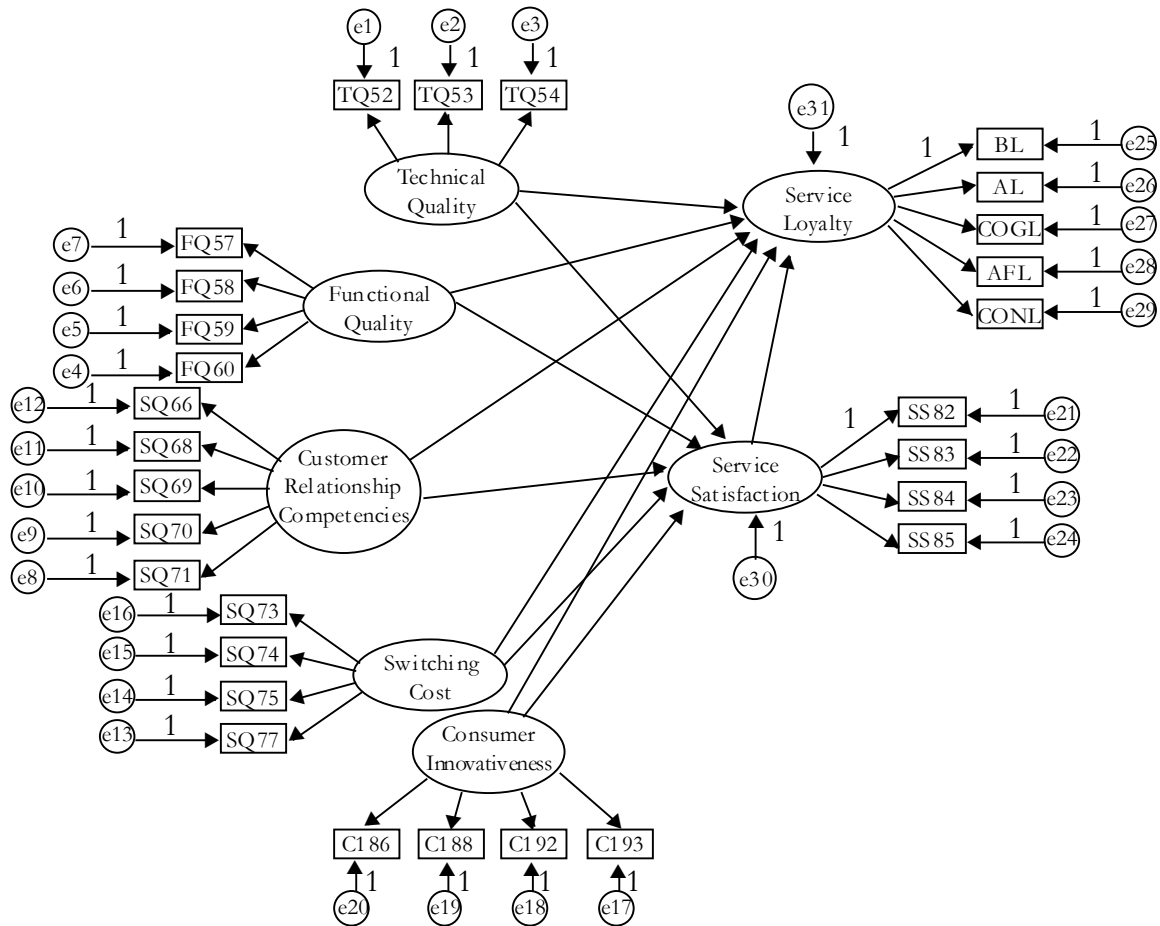 e1
e2
e3
1
1
1
TQ52
TQ53
TQ54
Technical
Quality
e31
1
Service
Loyalty
1
BL
1
e25
AL
1
e26
COGL
1
e27
AFL
1
e28
CONL
1
e29
e7
1
FQ57
e6
1
FQ58
e5
1
FQ59
e4
1
FQ60
Functional
Quality
e12
1
SQ66
e11
1
SQ68
e10
1
SQ69
e9
1
SQ70
e8
1
SQ71
Customer
Relationship
Competencies
Service
Satisfaction
1
e30
1
SS82
1
e21
SS83
1
e22
SS84
1
e23
SS85
1
e24
e16
1
SQ73
e15
1
SQ74
e14
1
SQ75
e13
1
SQ77
Switching
Cost
Consumer
Innovativeness
C186
C188
C192
C193
1
1
1
1
e20
e19
e18
e17